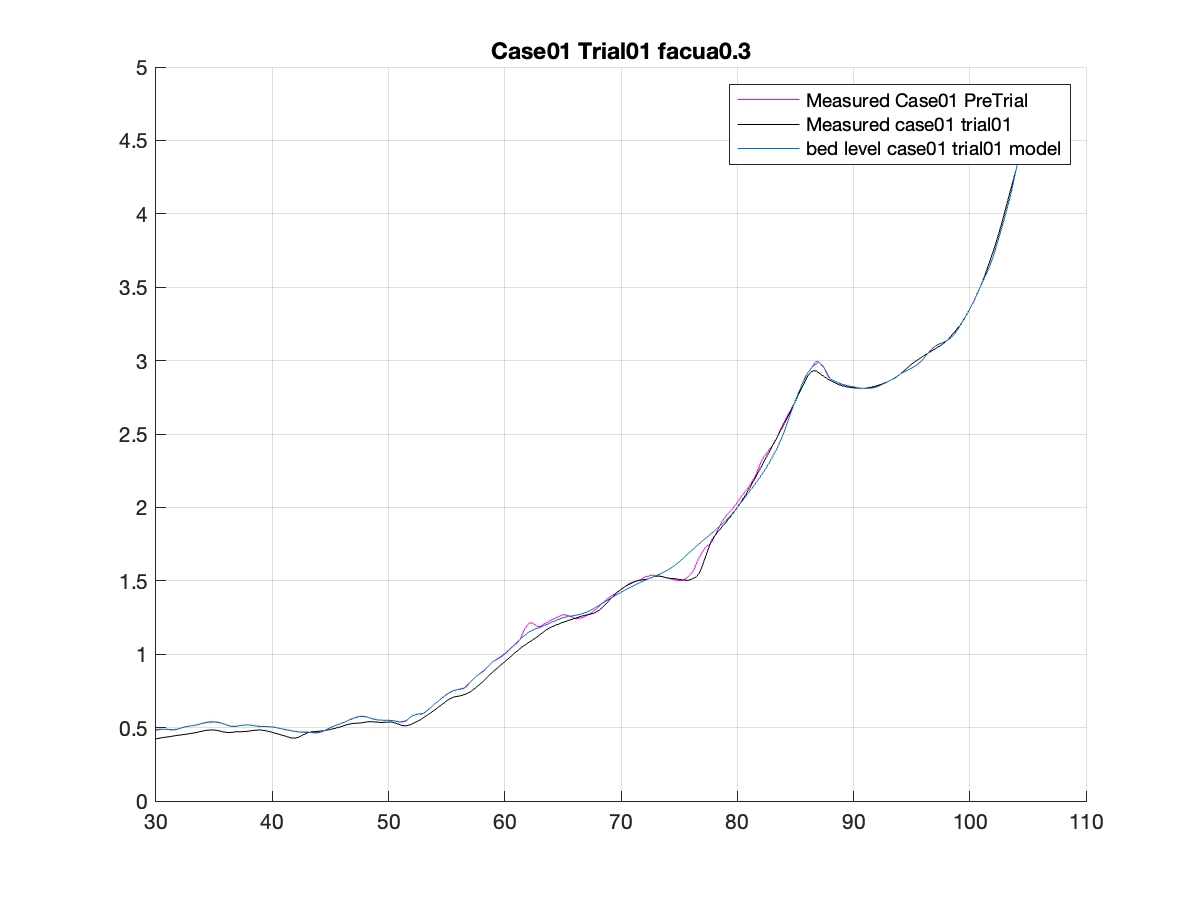 Case01 Trial01 facua0.3
5
4.5
4
3.5
3
2.5
2
1.5
1
0.5
0
Measured Case01 PreTrial
Measured case01 trial01
bed level case01 trial01 model
30 40 50 60 70 80 90 100 110